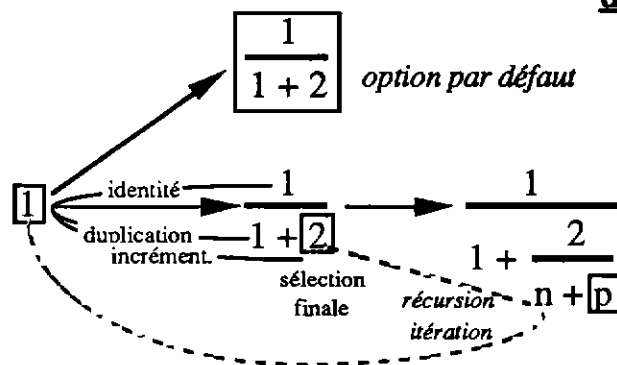 1
1 + 2
option par défaut
1
identité
1
1
duplication
1 + 2
2
incrément
1 +
sélection
finale
récursion
itération
n + p